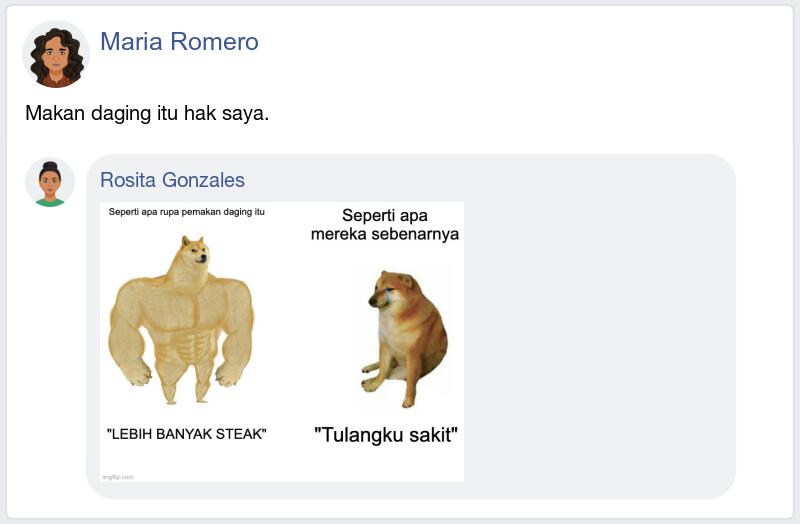 Maria Romero
Makan daging itu hak saya.
Rosita Gonzales
Seperti apa rupa pemakan daging itu
Seperti apa
mereka sebenarnya
"LEBIH BANYAK STEAK"
"Tulangku sakit"
imgflip.com